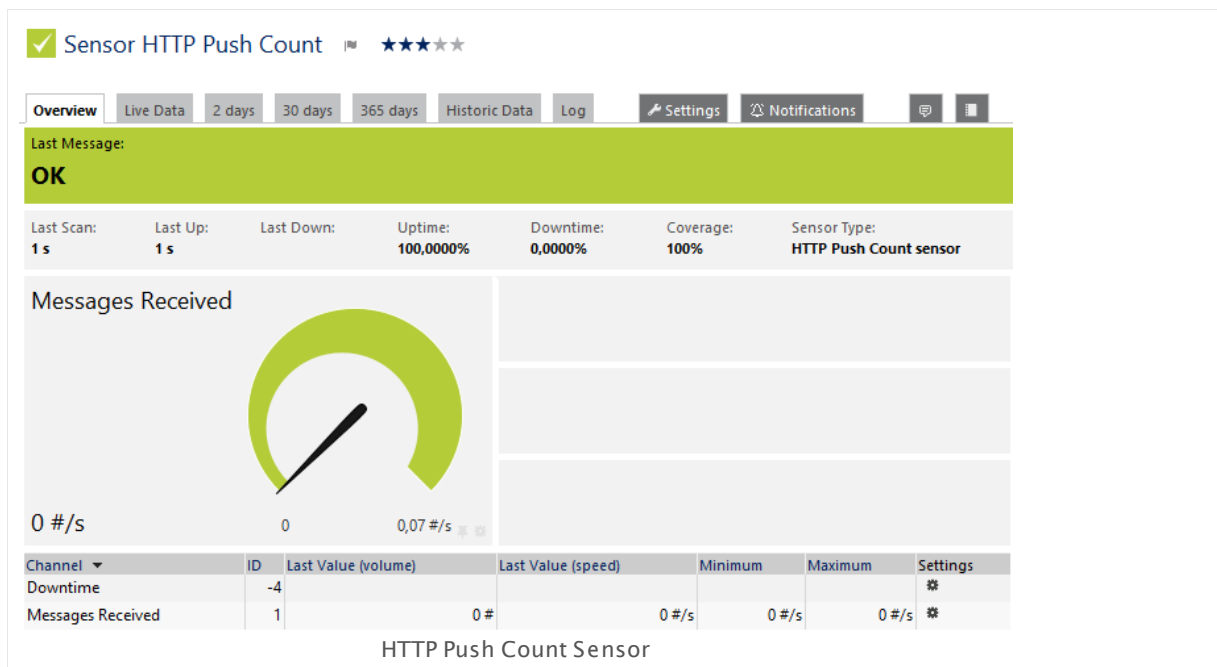 Sensor HTTP Push Count
Overview Live Data 2 days 30 days 365 days Historic Data Log Settings Notifications
Last Message:
OK
Last Scan: Last Up: Last Down: Uptime: Downtime: Coverage: Sensor Type:
1 s 1 s 100,0000% 0,0000% 100% HTTP Push Count sensor
Messages Received
0 #/s 0 0,07 #/s
Channel ID Last Value (volume) Last Value (speed) Minimum Maximum Settings
Downtime -4
Messages Received 1 0 # 0 #/s 0 #/s 0 #/s
HTTP Push Count Sensor